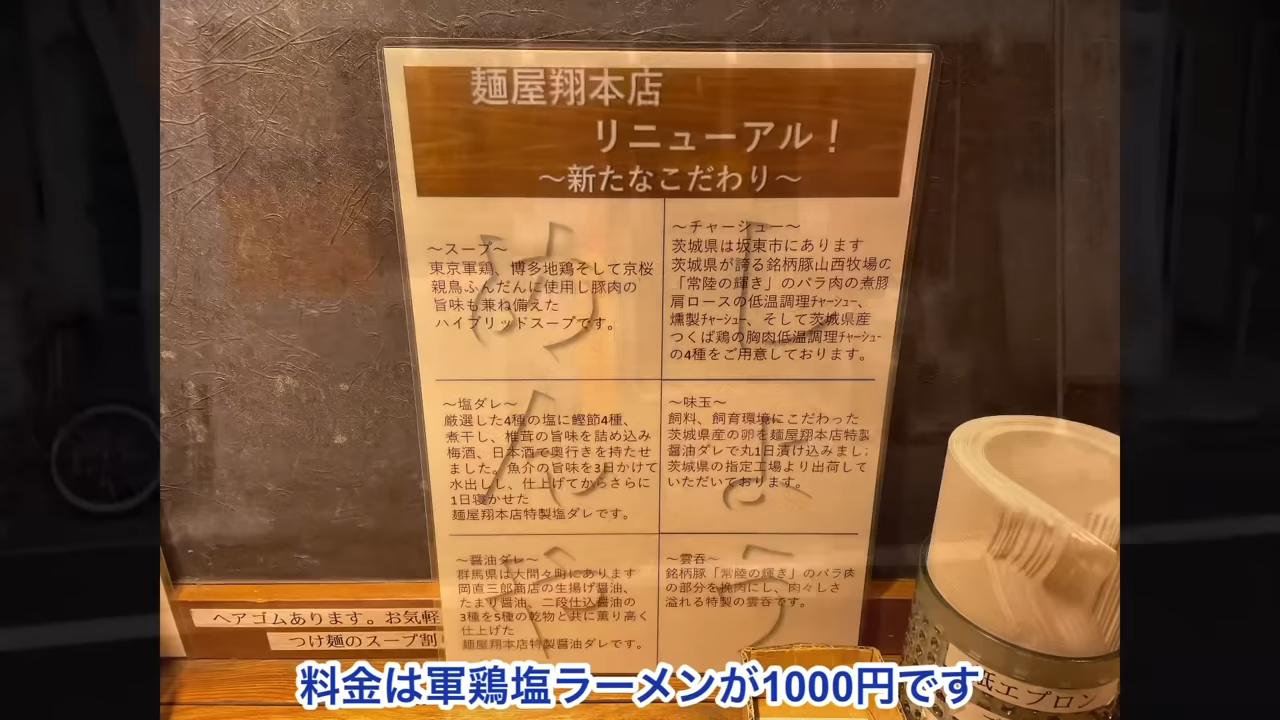 麺屋翔本店
リニューアル！
～新たなこだわり～
～スープ～
東京軍鶏、博多地鶏そして京桜
親鳥ふんだんに使用し豚肉の
旨味も兼ね備えた
ハイブリッドスープです。
～チャーシュー～
茨城県は坂東市にあります
茨城県が誇る銘柄豚山西牧場の
「常陸の輝き」のバラ肉の煮豚
肩ロースの低温調理ﾁｬｰｼｭｰ、
燻製ﾁｬｰｼｭｰ、そして茨城県産
つくば鶏の胸肉低温調理ﾁｬｰｼｭｰ
の4種をご用意しております。
～塩ダレ～
厳選した4種の塩に鰹節4種、
煮干し、椎茸の旨味を詰め込み
梅酒、日本酒で奥行きを持たせ
ました。魚介の旨味を3日かけて
水出しし、仕上げてからさらに
1日寝かせた
麺屋翔本店特製塩ダレです。
～味玉～
飼料、飼育環境にこだわった
茨城県産の卵を麺屋翔本店特製
醤油ダレで丸1日漬け込みまし
茨城県の指定工場より出荷して
いただいております。
～醤油ダレ～
群馬県は大間々町にあります
岡直三郎商店の生揚げ醤油、
たまり醤油、二段仕込醤油の
3種を5種の乾物と共に薫り高く
仕上げた
麺屋翔本店特製醤油ダレです。
～雲呑～
銘柄豚「常陸の輝き」のバラ肉
の部分を挽肉にし、肉々しさ
溢れる特製の雲呑です。
ヘアゴムあります。お気軽
つけ麺のスープ割
紙エプロン
料金は軍鶏塩ラーメンが1000円です